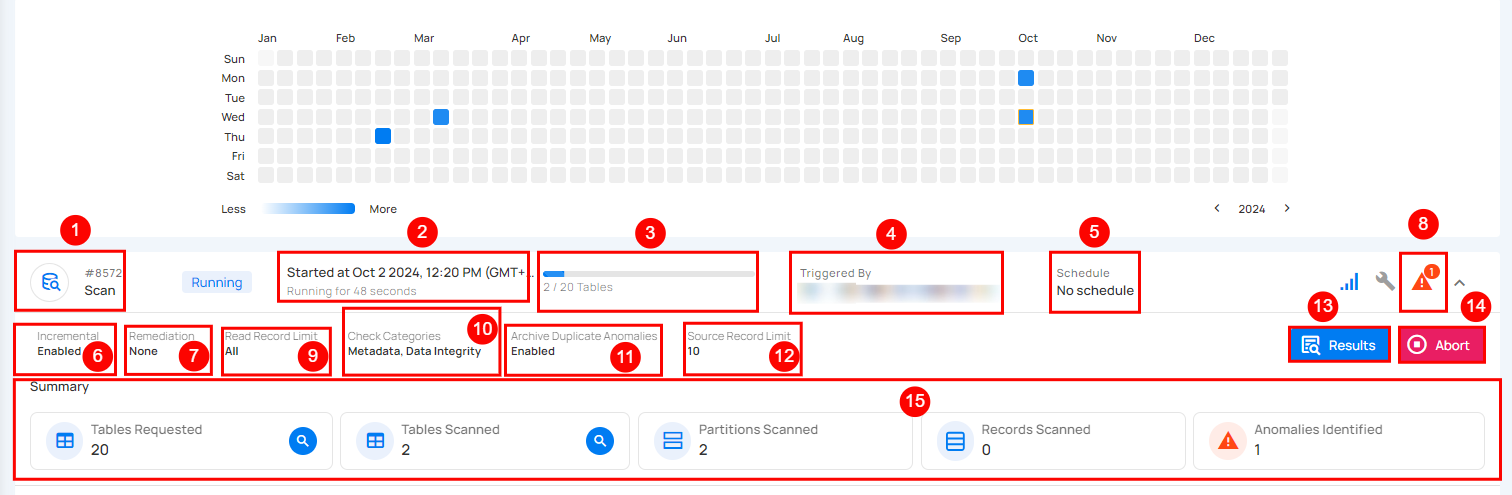 Jan Feb Mar Apr May Jun Jul Aug Sep Oct Nov Dec
Sun
Mon
Tue
Wed
Thu
Fri
Sat
Less More
2024
1 2 3 4 5 8
#8572
Scan
Running
Started at Oct 2 2024, 12:20 PM (GMT+...
Running for 48 seconds
2 / 20 Tables
Triggered By
Schedule
No schedule
1
Incremental
Enabled
6
Remediation
None
7
Read Record Limit
All
9
Check Categories
Metadata, Data Integrity
10
Archive Duplicate Anomalies
Enabled
11
Source Record Limit
10
12
13
Results
14
Abort
Summary
15
Tables Requested
20
Tables Scanned
2
Partitions Scanned
2
Records Scanned
0
Anomalies Identified
1